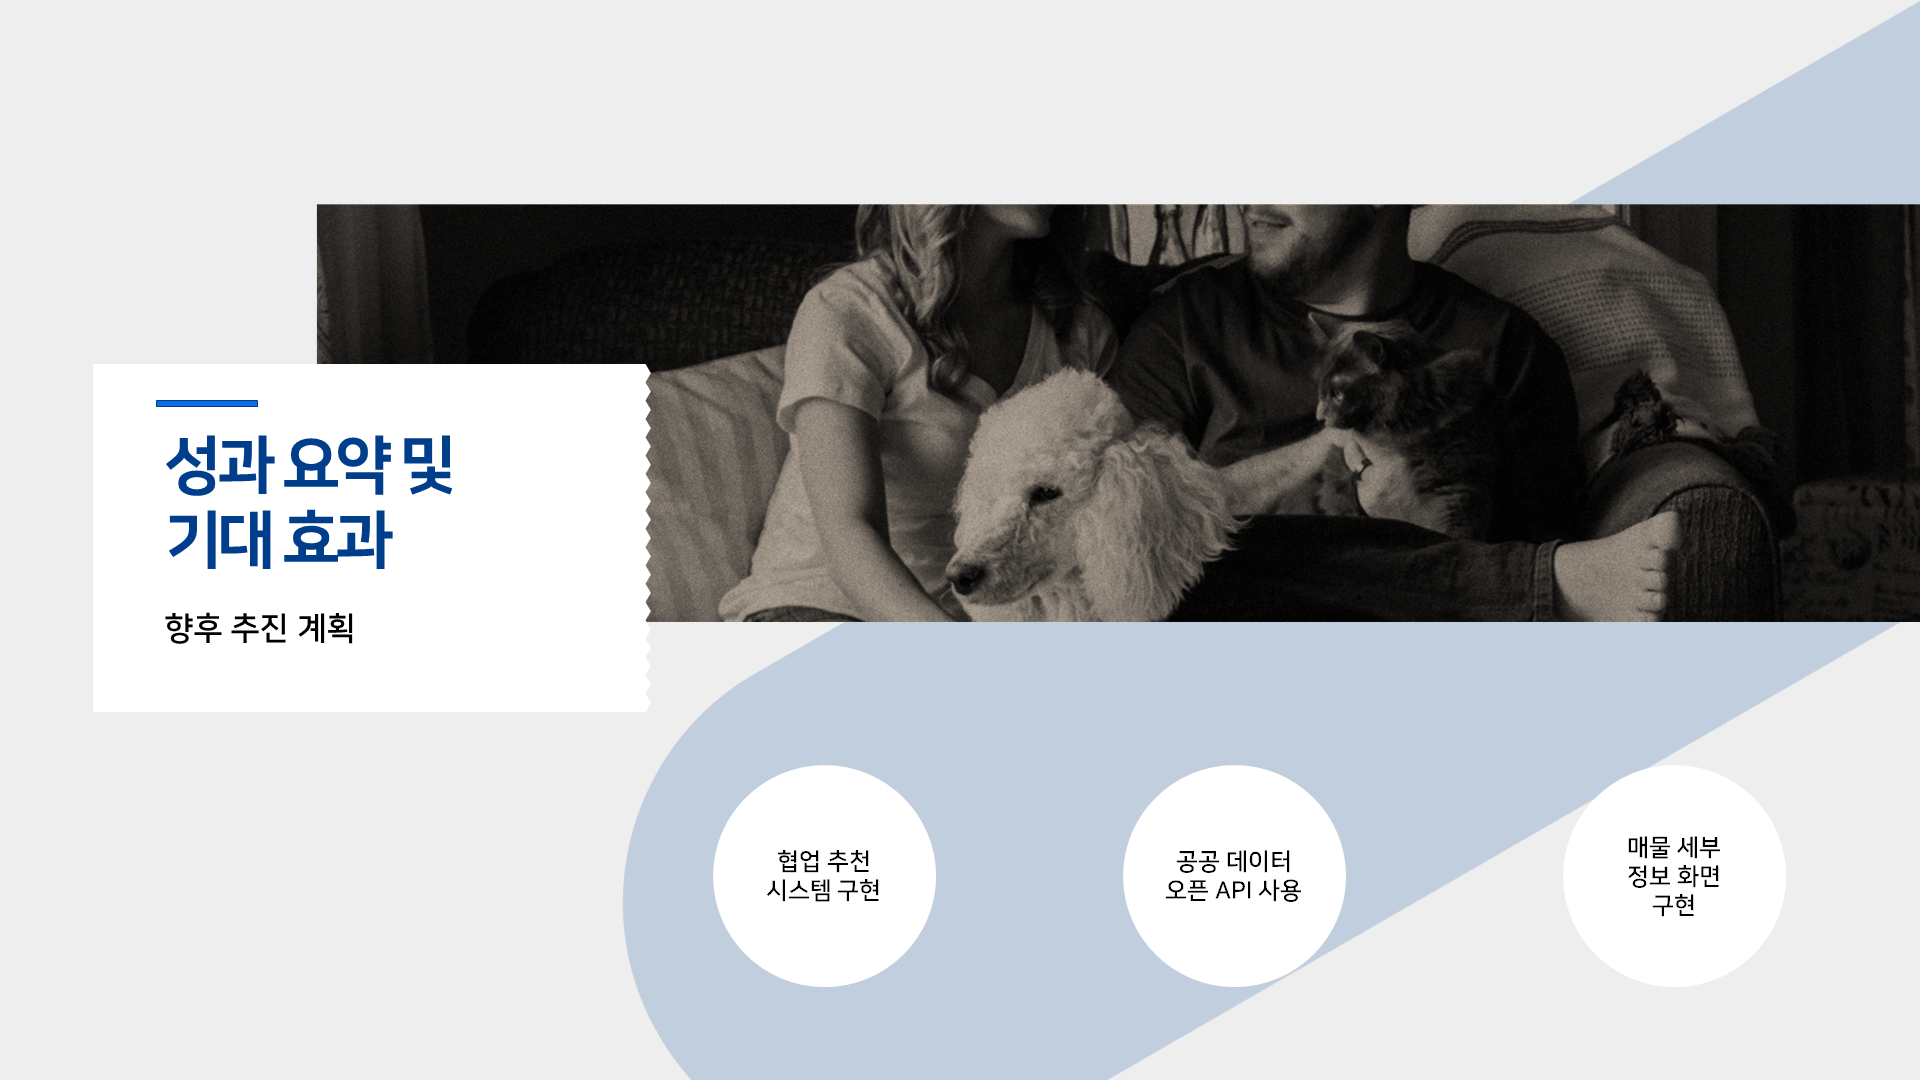 성과 요약 및
기대 효과
향후 추진 계획
협업 추천
시스템 구현
공공 데이터
오픈 API 사용
매물 세부
정보 화면
구현